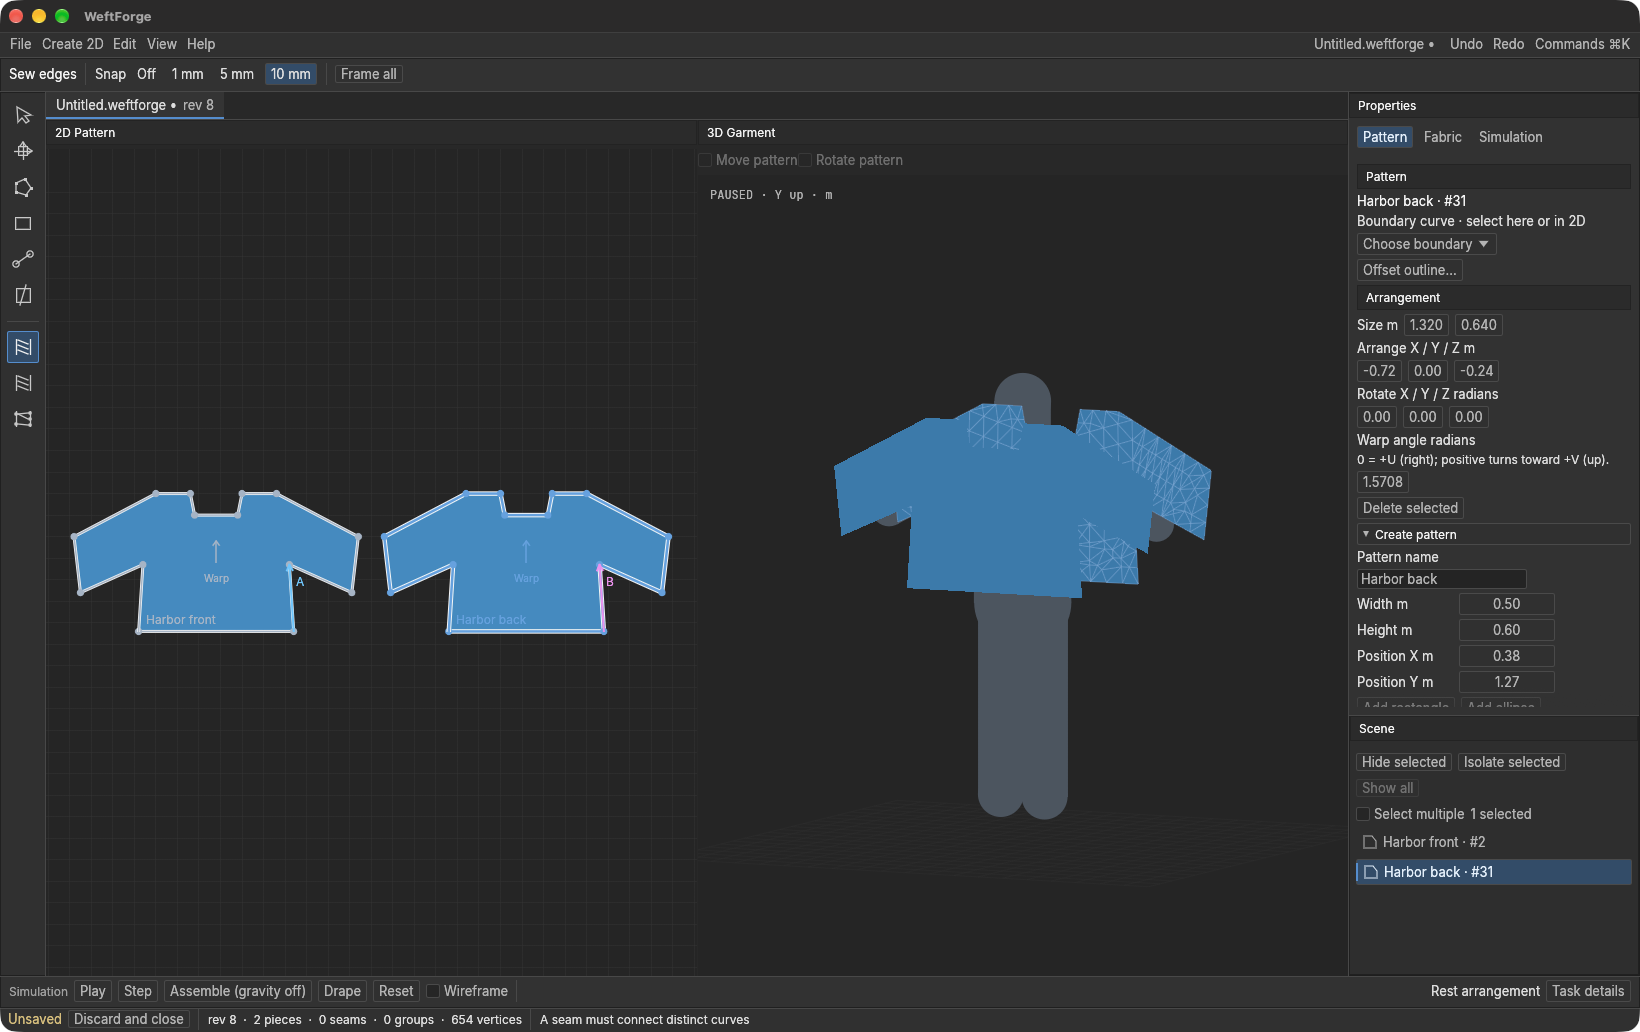 WeftForge
File Create 2D Edit View Help Untitled.weftforge • Undo Redo Commands ⌘K
Sew edges Snap Off 1 mm 5 mm 10 mm Frame all
Untitled.weftforge • rev 8
2D Pattern
3D Garment
Move pattern Rotate pattern
PAUSED · Y up · m
Warp
A
Harbor front
Warp
B
Harbor back
Properties
Pattern Fabric Simulation
Pattern
Harbor back · #31
Boundary curve · select here or in 2D
Choose boundary
Offset outline...
Arrangement
Size m 1.320 0.640
Arrange X / Y / Z m
-0.72 0.00 -0.24
Rotate X / Y / Z radians
0.00 0.00 0.00
Warp angle radians
0 = +U (right); positive turns toward +V (up).
1.5708
Delete selected
Create pattern
Pattern name
Harbor back
Width m 0.50
Height m 0.60
Position X m 0.38
Position Y m 1.27
Add rectangle Add ellipse
Scene
Hide selected Isolate selected
Show all
Select multiple 1 selected
Harbor front · #2
Harbor back · #31
Simulation Play Step Assemble (gravity off) Drape Reset Wireframe Rest arrangement Task details
Unsaved Discard and close rev 8 · 2 pieces · 0 seams · 0 groups · 654 vertices A seam must connect distinct curves